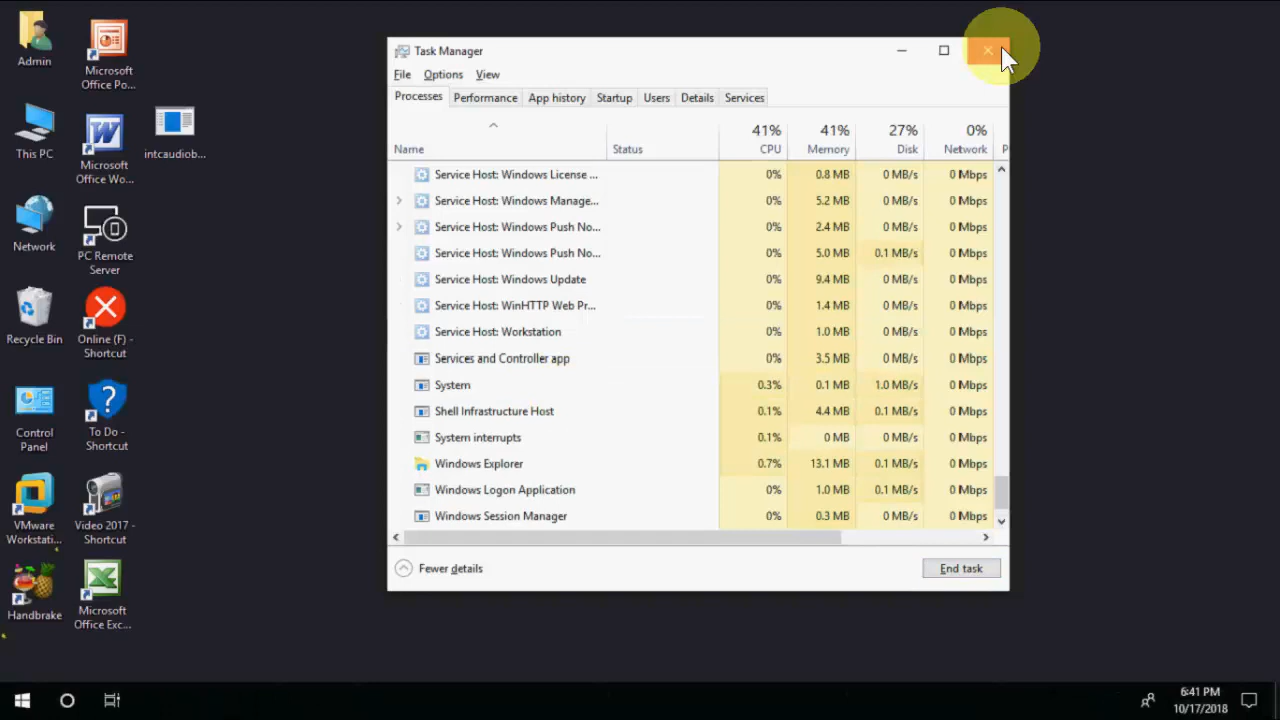 Admin
Microsoft
Office Po...
This PC
Microsoft
Office Wo...
intcaudiob...
Network
PC Remote
Server
Recycle Bin
Online (F) -
Shortcut
Control
Panel
To Do -
Shortcut
VMware
Workstati...
Video 2017 -
Shortcut
Handbrake
Microsoft
Office Exc...
Task Manager
File Options View
Processes Performance App history Startup Users Details Services
41% 41% 27% 0%
Name Status CPU Memory Disk Network P
Service Host: Windows License ... 0% 0.8 MB 0 MB/s 0 Mbps
Service Host: Windows Manage... 0% 5.2 MB 0 MB/s 0 Mbps
Service Host: Windows Push No... 0% 2.4 MB 0 MB/s 0 Mbps
Service Host: Windows Push No... 0% 5.0 MB 0.1 MB/s 0 Mbps
Service Host: Windows Update 0% 9.4 MB 0 MB/s 0 Mbps
Service Host: WinHTTP Web Pr... 0% 1.4 MB 0 MB/s 0 Mbps
Service Host: Workstation 0% 1.0 MB 0 MB/s 0 Mbps
Services and Controller app 0% 3.5 MB 0 MB/s 0 Mbps
System 0.3% 0.1 MB 1.0 MB/s 0 Mbps
Shell Infrastructure Host 0.1% 4.4 MB 0.1 MB/s 0 Mbps
System interrupts 0.1% 0 MB 0 MB/s 0 Mbps
Windows Explorer 0.7% 13.1 MB 0.1 MB/s 0 Mbps
Windows Logon Application 0% 1.0 MB 0.1 MB/s 0 Mbps
Windows Session Manager 0% 0.3 MB 0 MB/s 0 Mbps
Fewer details End task
6:41 PM
10/17/2018